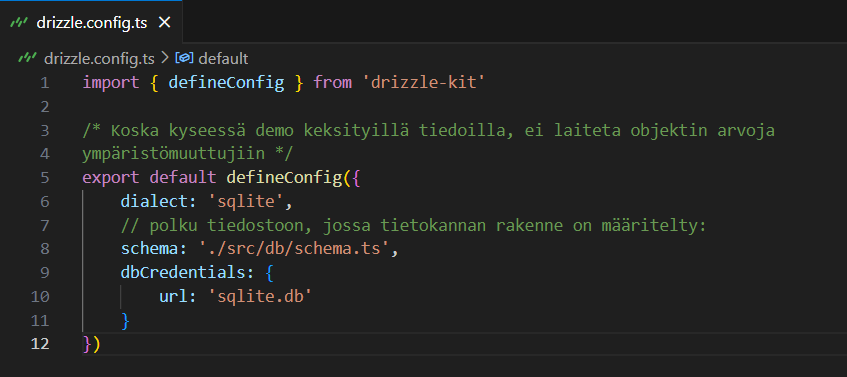 drizzle.config.ts ×
drizzle.config.ts > default
1 import { defineConfig } from 'drizzle-kit'
2
3 /* Koska kyseessä demo keksityillä tiedoilla, ei laiteta objektin arvoja
4 ympäristömuuttujiin */
5 export default defineConfig({
6     dialect: 'sqlite',
7     // polku tiedostoon, jossa tietokannan rakenne on määritelty:
8     schema: './src/db/schema.ts',
9     dbCredentials: {
10         url: 'sqlite.db'
11     }
12 })